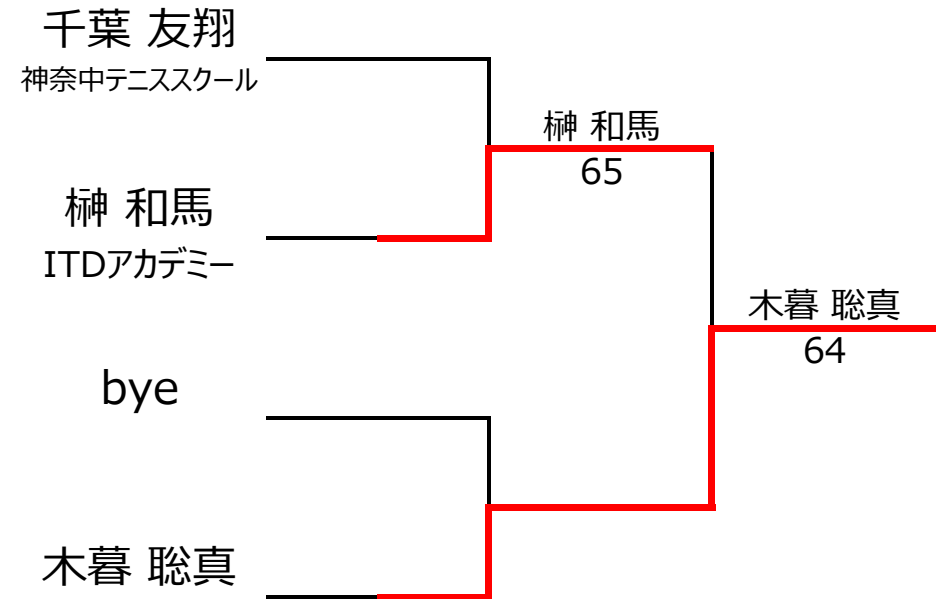 千葉 友翔
神奈中テニススクール
榊 和馬
65
榊 和馬
ITDアカデミー
木暮 聡真
64
bye
木暮 聡真